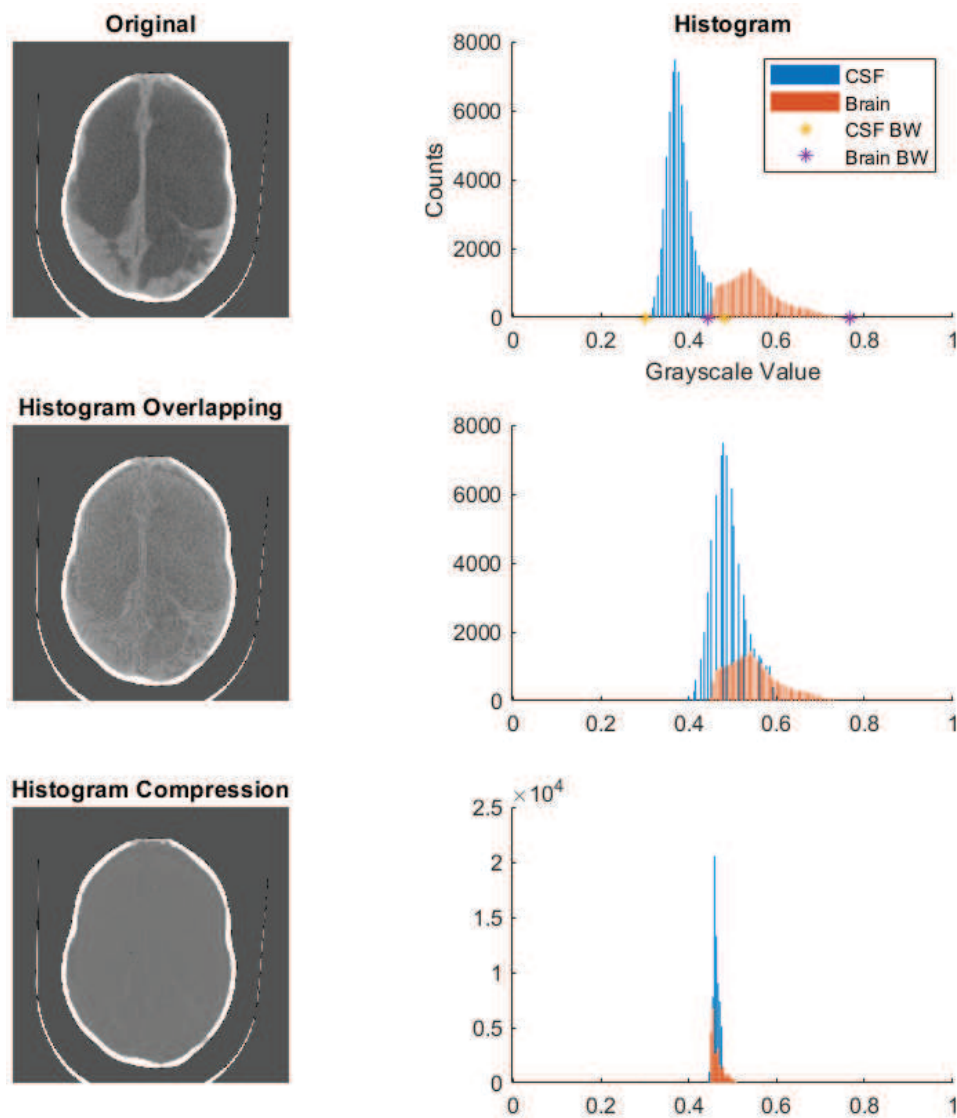 Original
Histogram
8000
6000
4000
2000
0
Counts
CSF
Brain
CSF BW
Brain BW
0 0.2 0.4 0.6 0.8 1
Grayscale Value
Histogram Overlapping
8000
6000
4000
2000
0
0 0.2 0.4 0.6 0.8 1
Histogram Compression
×10⁴
2.5
2
1.5
1
0.5
0
0 0.2 0.4 0.6 0.8 1